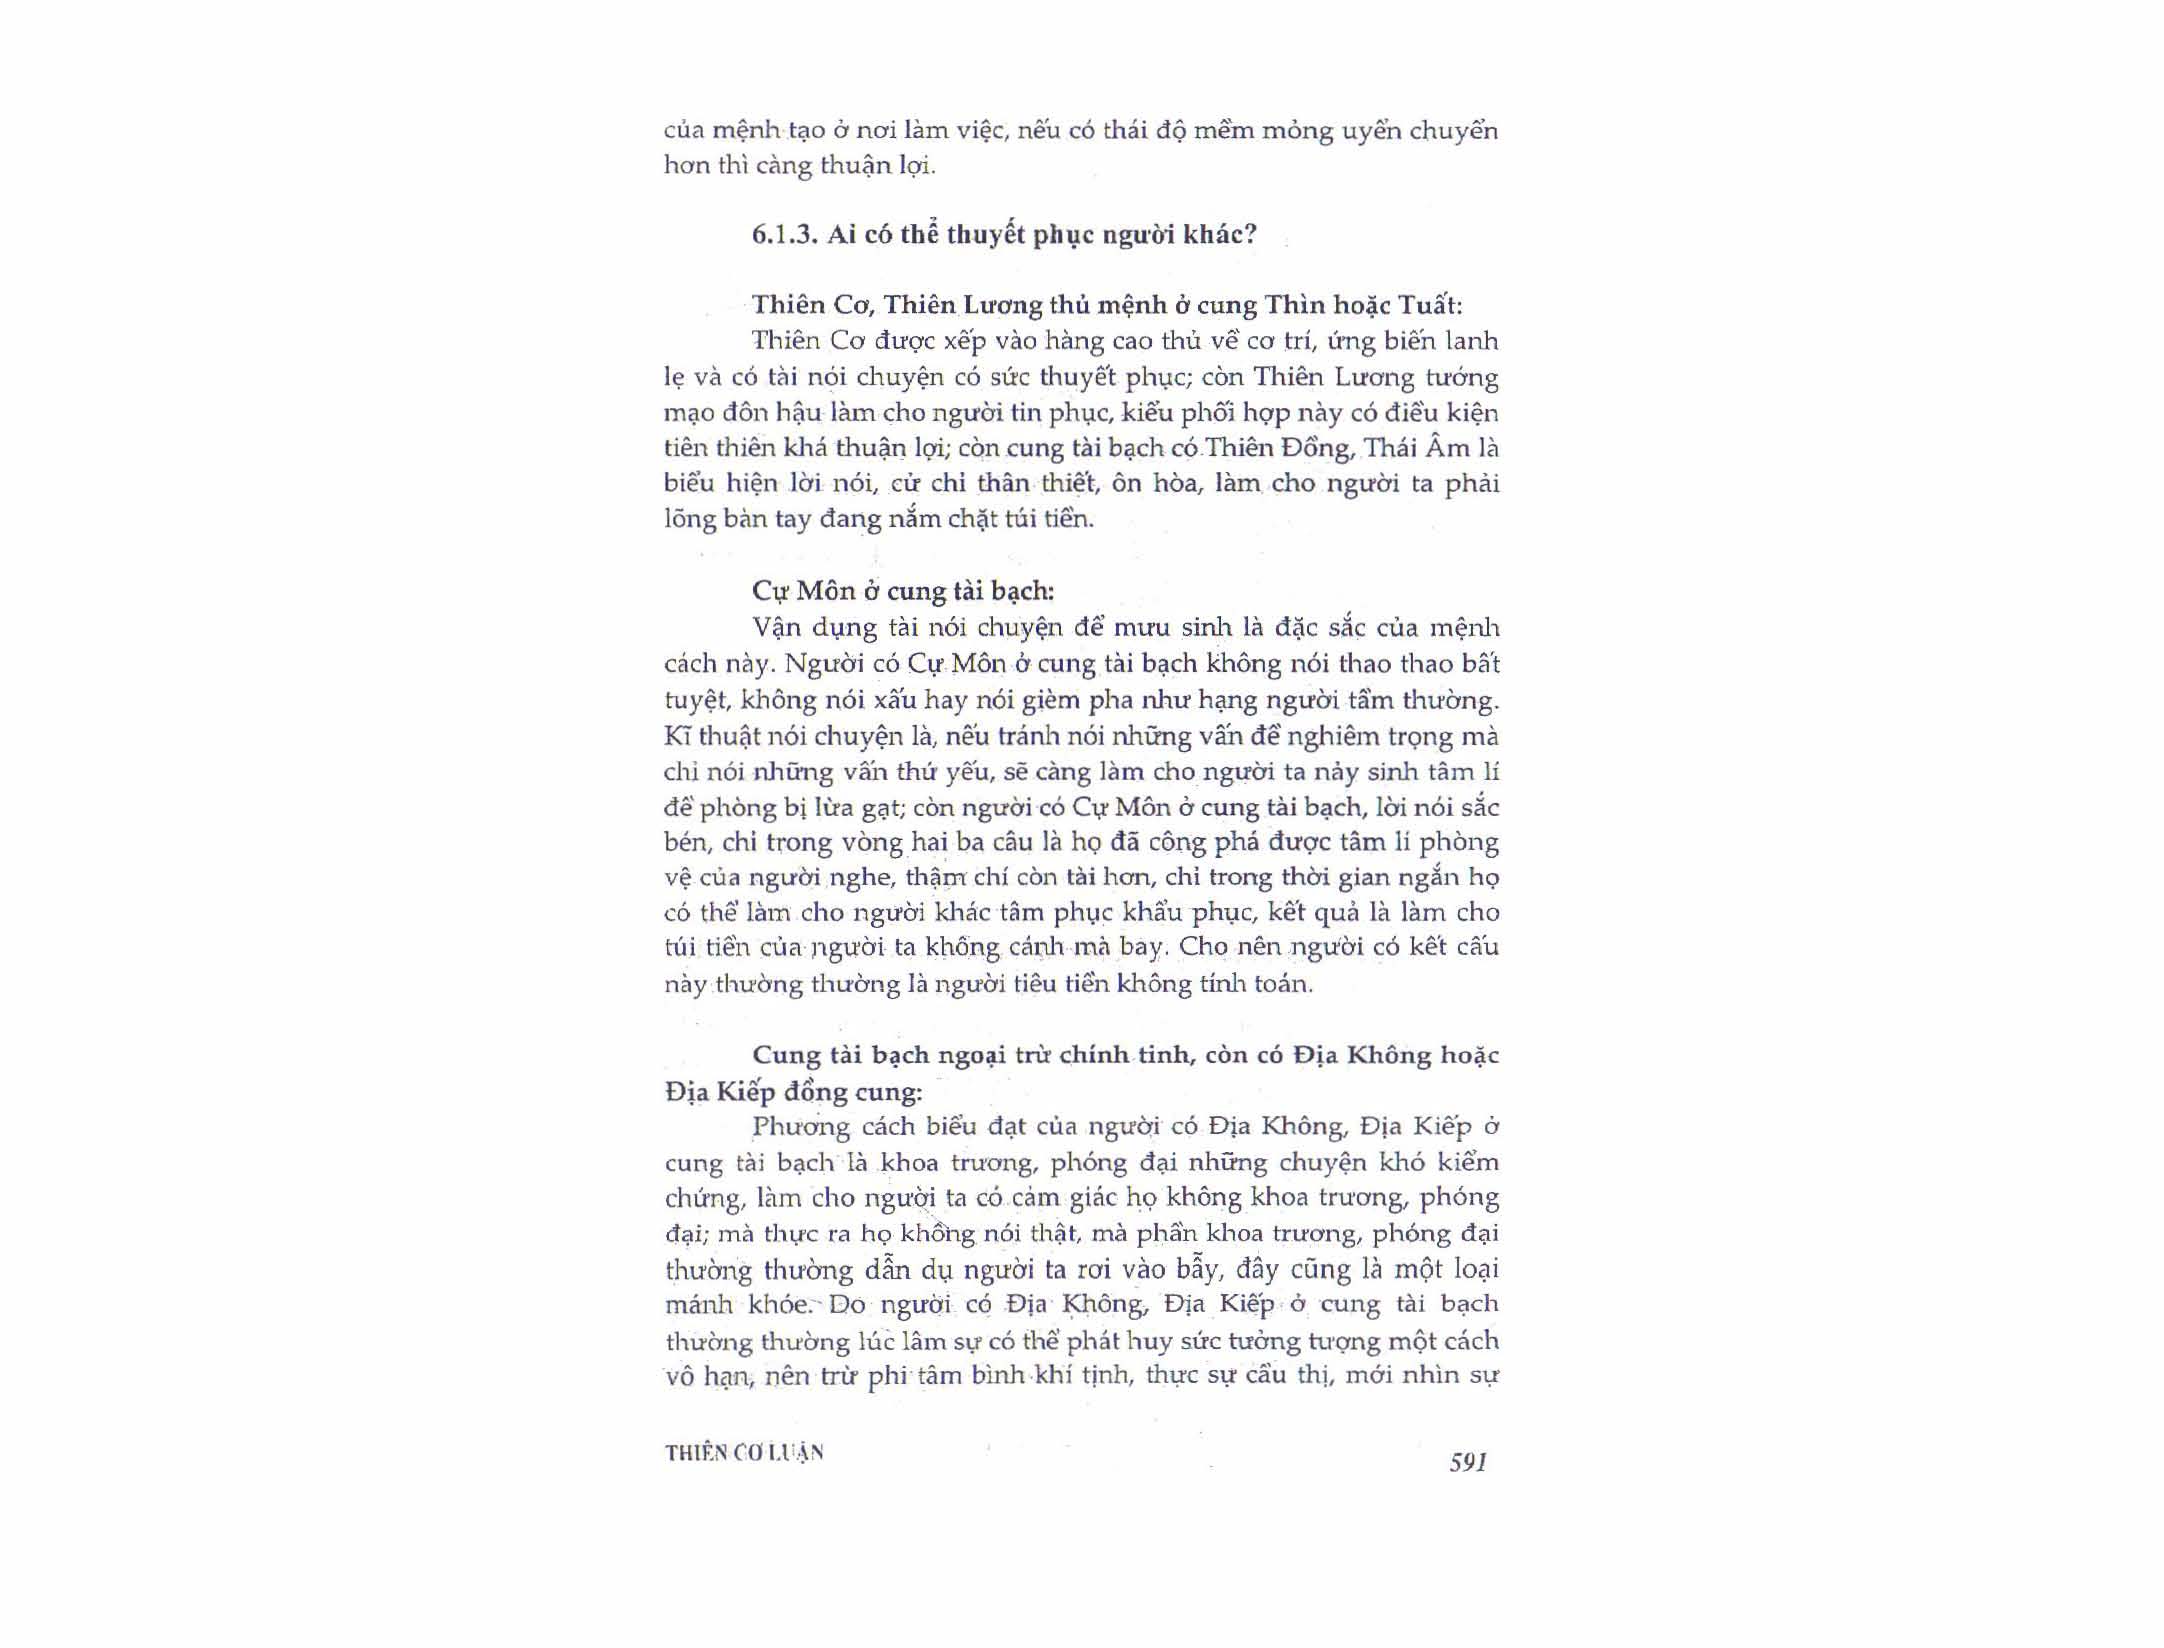 của mệnh tạo ở nơi làm việc, nếu có thái độ mềm mỏng uyển chuyển
hơn thì càng thuận lợi.
6.1.3. Ai có thể thuyết phục người khác?
Thiên Cơ, Thiên Lương thủ mệnh ở cung Thìn hoặc Tuất:
Thiên Cơ được xếp vào hàng cao thủ về cơ trí, ứng biến lanh
lẹ và có tài nói chuyện có sức thuyết phục; còn Thiên Lương tướng
mạo đôn hậu làm cho người tin phục, kiểu phối hợp này có điều kiện
tiên thiên khá thuận lợi; còn cung tài bạch có Thiên Đồng, Thái Âm là
biểu hiện lời nói, cử chỉ thân thiết, ôn hòa, làm cho người ta phải
lõng bàn tay đang nắm chặt túi tiền.
Cự Môn ở cung tài bạch:
Vận dụng tài nói chuyện để mưu sinh là đặc sắc của mệnh
cách này. Người có Cự Môn ở cung tài bạch không nói thao thao bất
tuyệt, không nói xấu hay nói gièm pha như hạng người tầm thường.
Kĩ thuật nói chuyện là, nếu tránh nói những vấn đề nghiêm trọng mà
chỉ nói những vấn thứ yếu, sẽ càng làm cho người ta nảy sinh tâm lí
đề phòng bị lừa gạt; còn người có Cự Môn ở cung tài bạch, lời nói sắc
bén, chỉ trong vòng hai ba câu là họ đã công phá được tâm lí phòng
vệ của người nghe, thậm chí còn tài hơn, chỉ trong thời gian ngắn họ
có thể làm cho người khác tâm phục khẩu phục, kết quả là làm cho
túi tiền của người ta không cánh mà bay. Cho nên người có kết cấu
này thường thường là người tiêu tiền không tính toán.
Cung tài bạch ngoại trừ chính tinh, còn có Địa Không hoặc
Địa Kiếp đồng cung:
Phương cách biểu đạt của người có Địa Không, Địa Kiếp ở
cung tài bạch là khoa trương, phóng đại những chuyện khó kiểm
chứng, làm cho người ta có cảm giác họ không khoa trương, phóng
đại; mà thực ra họ không nói thật, mà phần khoa trương, phóng đại
thường thường dẫn dụ người ta rơi vào bẫy, đây cũng là một loại
mánh khóe. Do người có Địa Không, Địa Kiếp ở cung tài bạch
thường thường lúc lâm sự có thể phát huy sức tưởng tượng một cách
vô hạn, nên trừ phi tâm bình khí tịnh, thực sự cầu thị, mới nhìn sự
THIÊN CƠ LUẬN
591